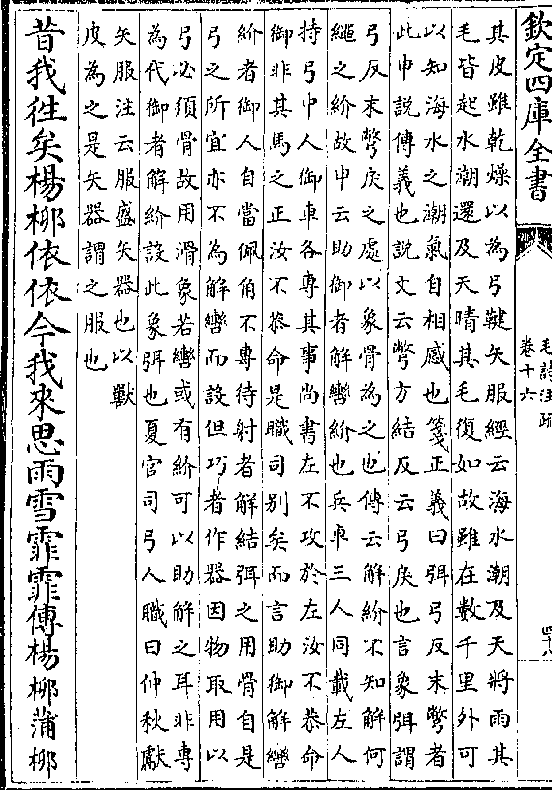 欽定四庫全書
毛詩注疏
卷十六
其皮雖乾燥以為弓鞬矢服經云海水潮及天將雨其
毛皆起水潮還及天晴其毛復如故雖在數千里外可
以知海水之潮氣自相感也箋正義曰弭弓反末彆者
此申說傳義也說文云彆方結反云弓戾也言象弭謂
弓反末彆戾之處以象骨為之也傳云解紛不知解何
繩之紛故申云助御者解轡紛也兵車三人同載左人
持弓中人御車各專其事尚書左不攻於左汝不恭命
御非其馬之正汝不恭命是職司別矣而言助御解轡
紛者御人自當佩觿不專待射者解結弭之用骨自是
弓之所宜亦不為解轡而設但巧者作器因物取用以
弓必須骨故用滑象若轡或有紛可以助解之耳非專
為代御者解紛設此象弭也夏官司弓人職曰仲秋獻
矢服注云服盛矢器也以獸
皮為之是矢器謂之服也
昔我往矣楊柳依依今我來思雨雪霏霏傳楊柳蒲柳